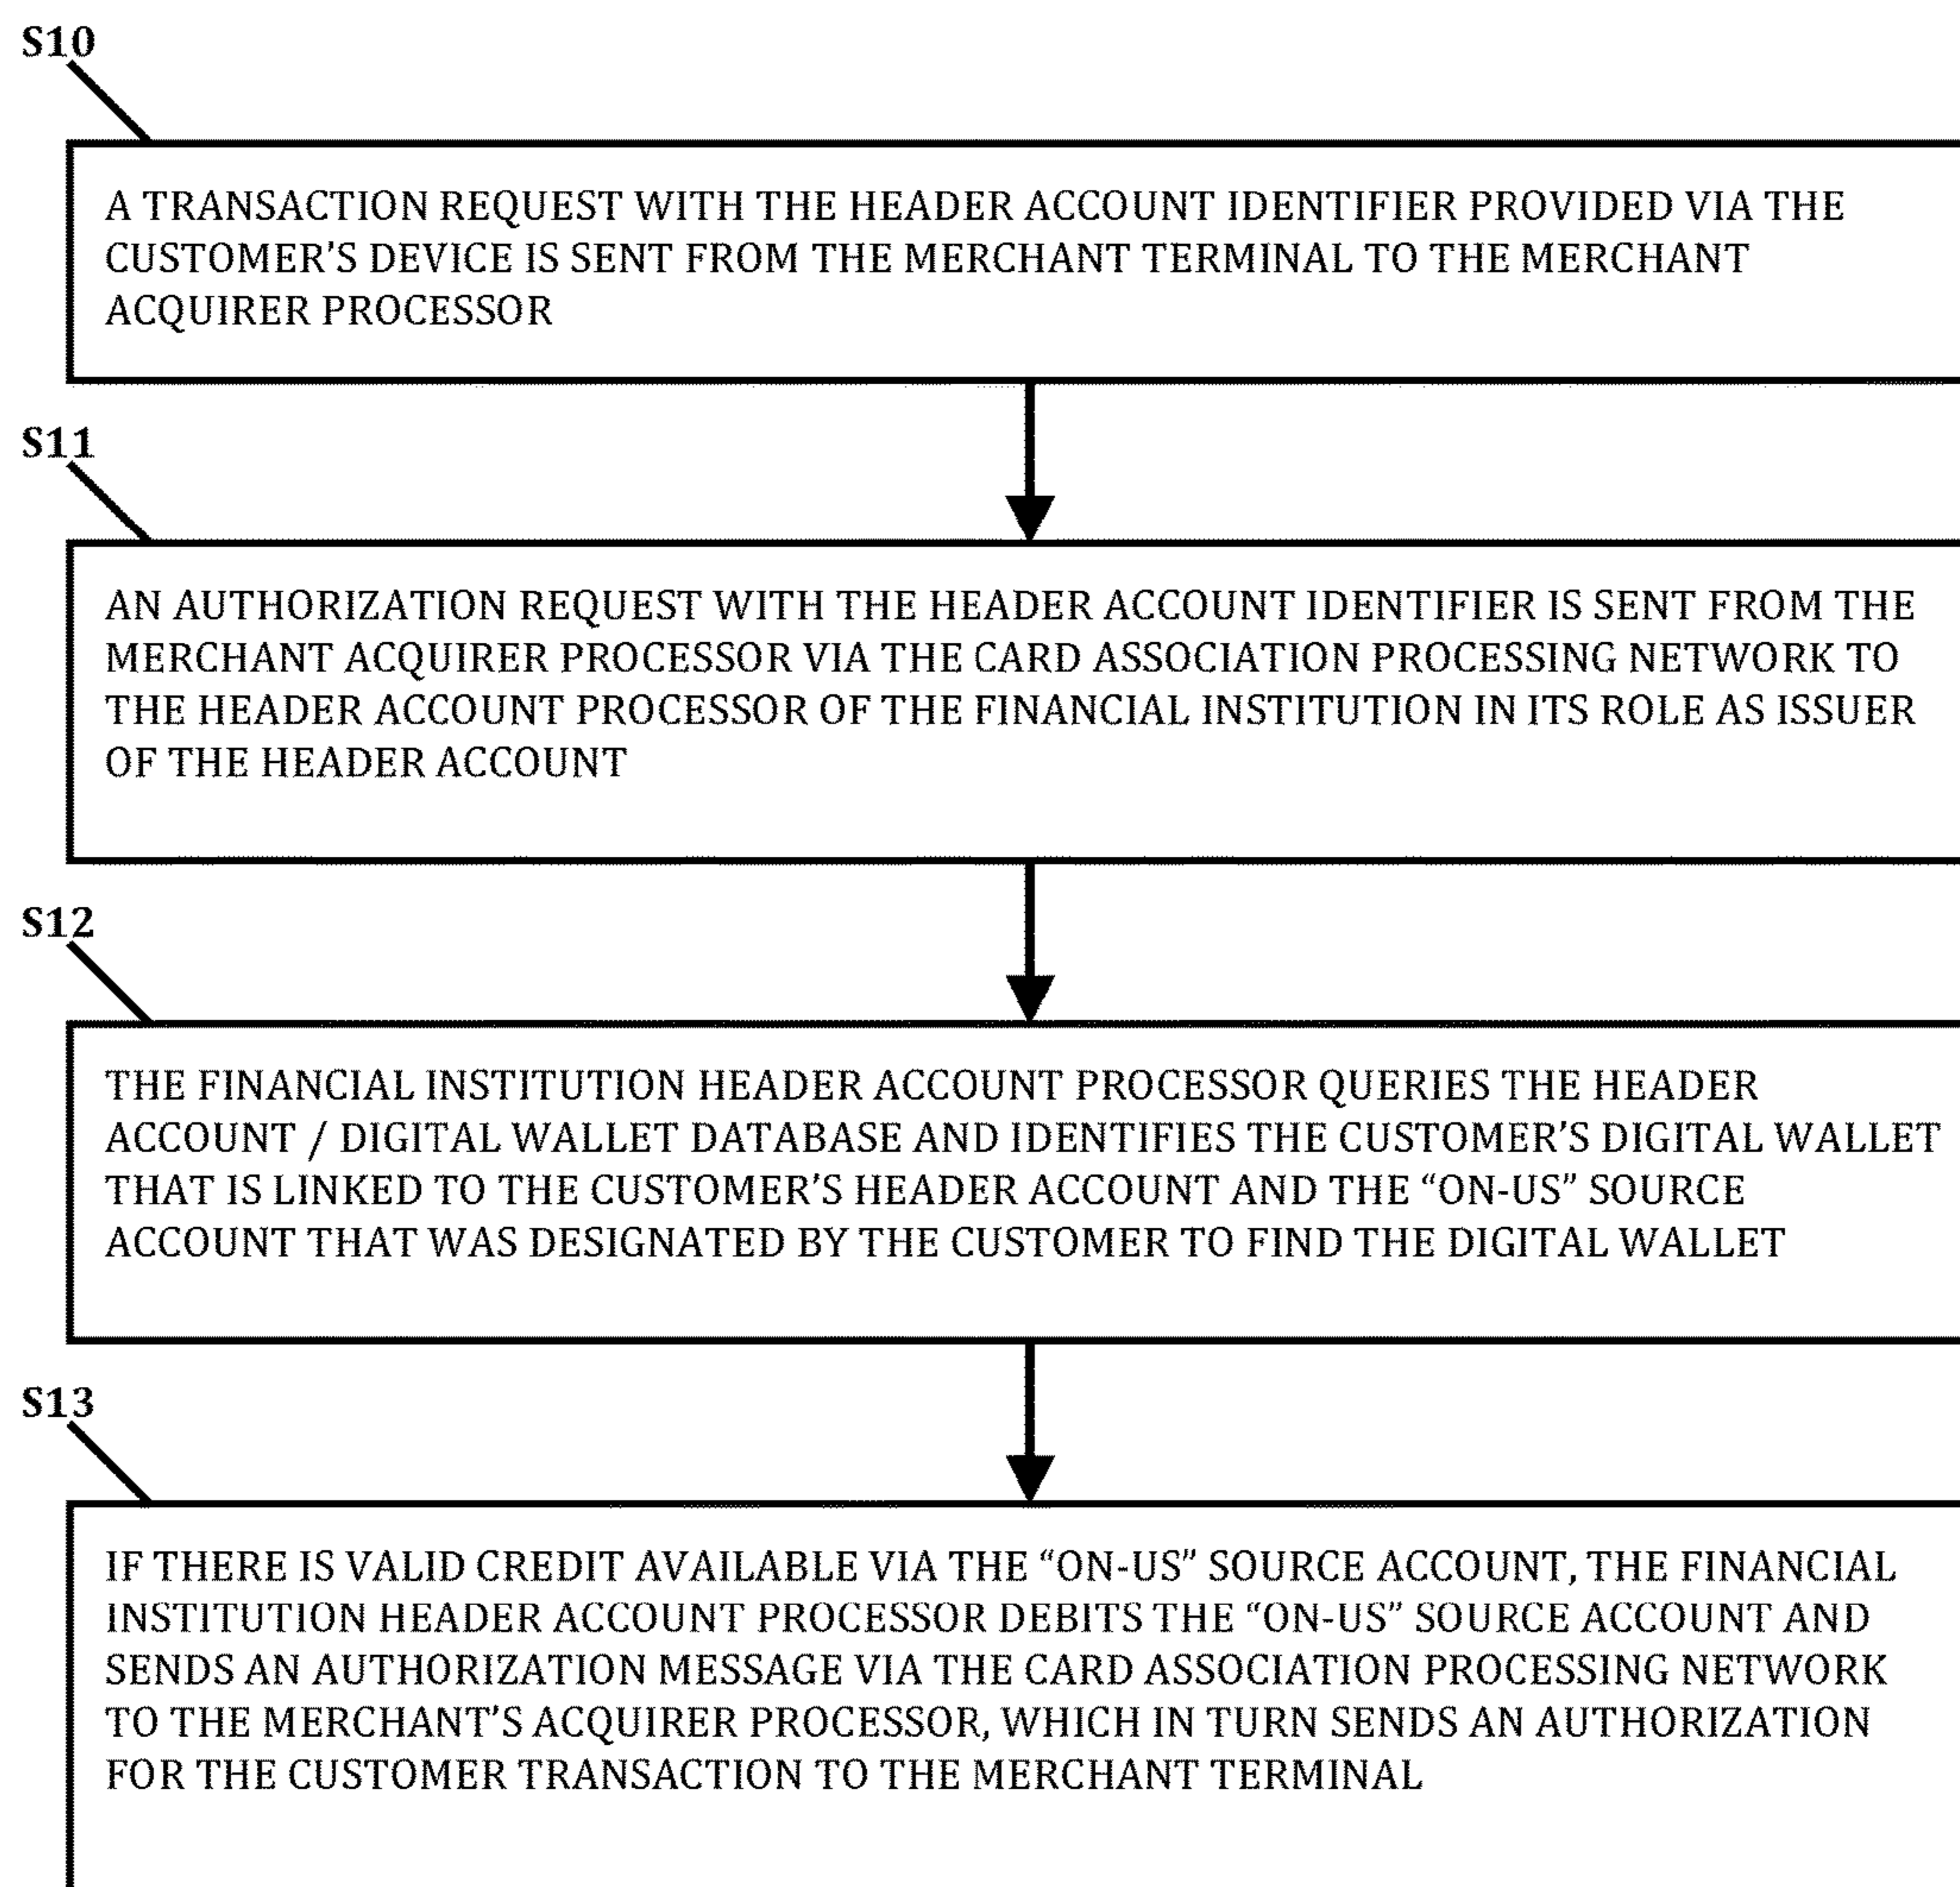 S10
A TRANSACTION REQUEST WITH THE HEADER ACCOUNT IDENTIFIER PROVIDED VIA THE
CUSTOMER’S DEVICE IS SENT FROM THE MERCHANT TERMINAL TO THE MERCHANT
ACQUIRER PROCESSOR
S11
AN AUTHORIZATION REQUEST WITH THE HEADER ACCOUNT IDENTIFIER IS SENT FROM THE
MERCHANT ACQUIRER PROCESSOR VIA THE CARD ASSOCIATION PROCESSING NETWORK TO
THE HEADER ACCOUNT PROCESSOR OF THE FINANCIAL INSTITUTION IN ITS ROLE AS ISSUER
OF THE HEADER ACCOUNT
S12
THE FINANCIAL INSTITUTION HEADER ACCOUNT PROCESSOR QUERIES THE HEADER
ACCOUNT / DIGITAL WALLET DATABASE AND IDENTIFIES THE CUSTOMER’S DIGITAL WALLET
THAT IS LINKED TO THE CUSTOMER’S HEADER ACCOUNT AND THE “ON-US” SOURCE
ACCOUNT THAT WAS DESIGNATED BY THE CUSTOMER TO FIND THE DIGITAL WALLET
S13
IF THERE IS VALID CREDIT AVAILABLE VIA THE “ON-US” SOURCE ACCOUNT, THE FINANCIAL
INSTITUTION HEADER ACCOUNT PROCESSOR DEBITS THE “ON-US” SOURCE ACCOUNT AND
SENDS AN AUTHORIZATION MESSAGE VIA THE CARD ASSOCIATION PROCESSING NETWORK
TO THE MERCHANT’S ACQUIRER PROCESSOR, WHICH IN TURN SENDS AN AUTHORIZATION
FOR THE CUSTOMER TRANSACTION TO THE MERCHANT TERMINAL